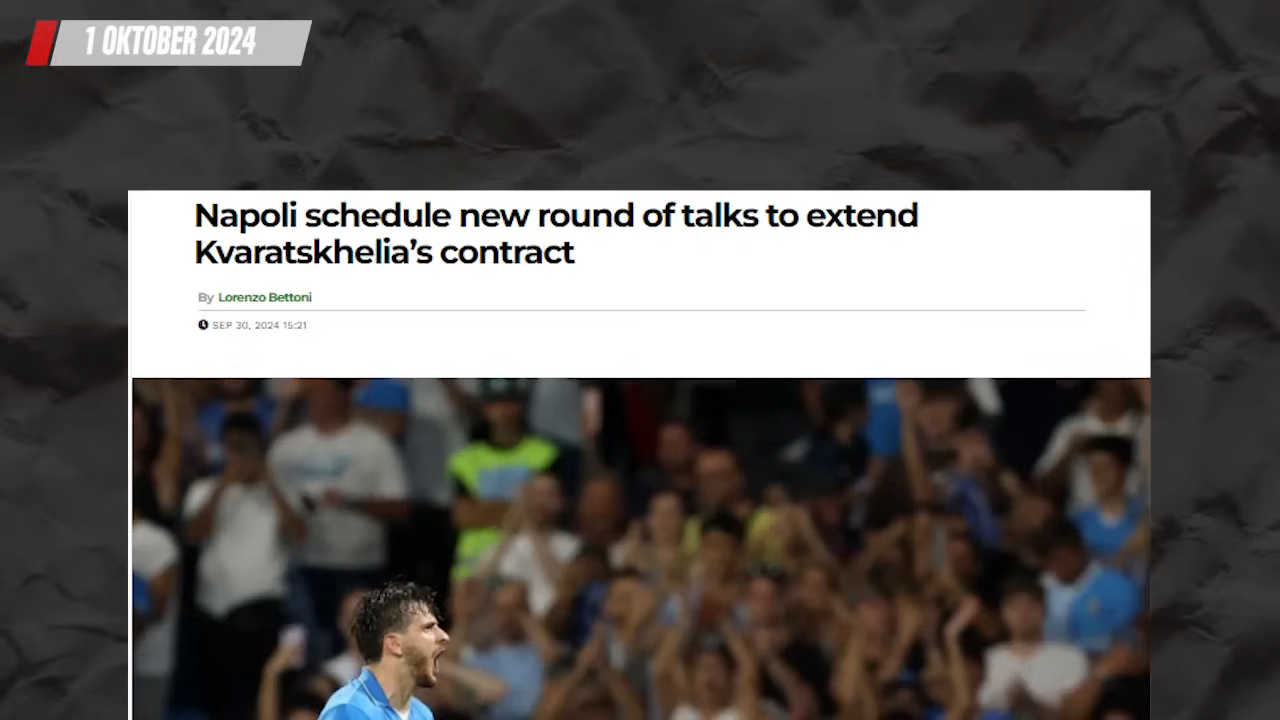 1 OKTOBER 2024
Napoli schedule new round of talks to extend
Kvaratskhelia’s contract
By Lorenzo Bettoni
SEP 30, 2024 15:21